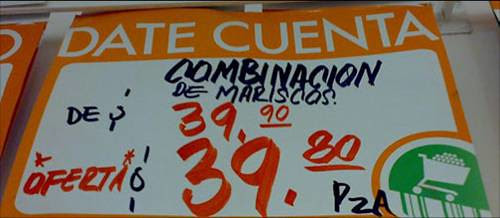 DATE CUENTA
COMBINACION
DE MARISCOS.
DE 39.90
*OFERTA* 39.80
PZA